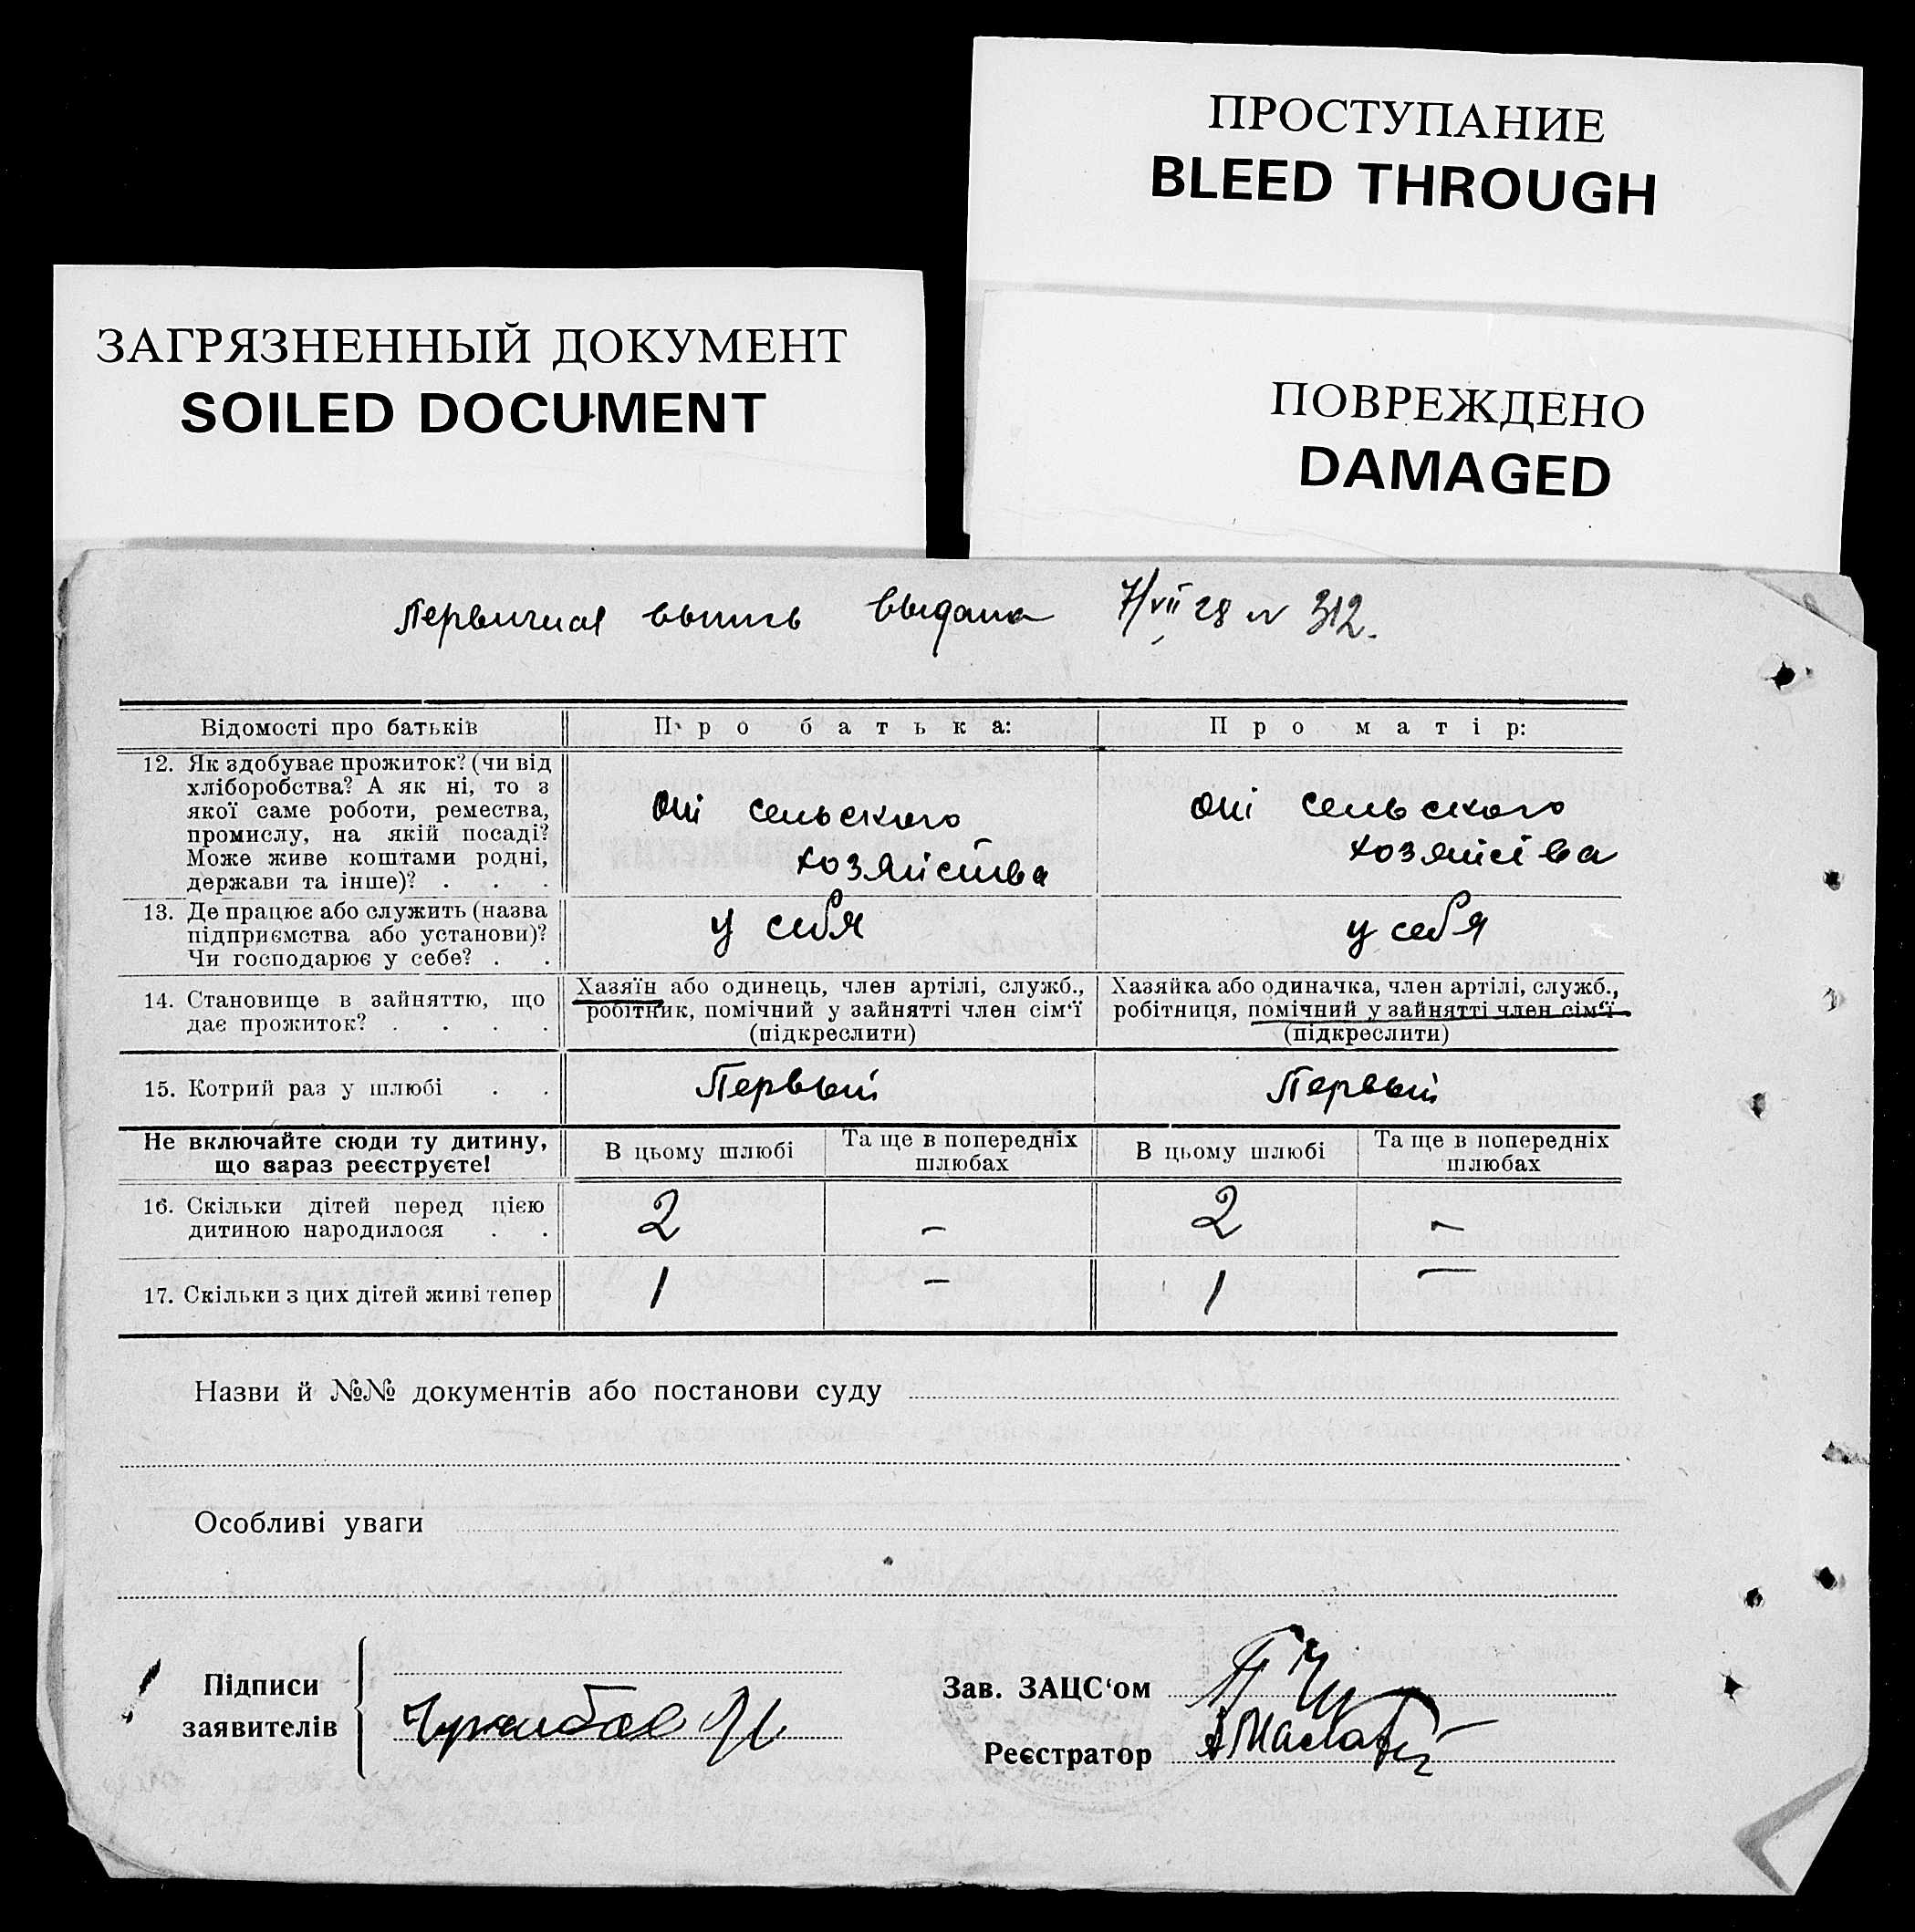 ПРОСТУПАНИЕ
BLEED THROUGH
ЗАГРЯЗНЕННЫЙ ДОКУМЕНТ
SOILED DOCUMENT
ПОВРЕЖДЕНО
DAMAGED
Первичная выпись выдана 7/VII 28 N 312.
Відомості про батьків
Про батька:
Про матір:
12. Як здобуває прожиток? (чи від
хліборобства? А як ні, то з
якої саме роботи, ремества,
промислу, на якій посаді?
Може живе коштами родні,
держави та інше)? . . .
сельского
хозяйства
сельского
хозяйства
13. Де працює або служить (назва
підприємства або установи)?
Чи господарює у себе? . .
у себя
у себя
14. Становище в зайняттю, що
дає прожиток? . . . .
Хазяїн або одинець, член артілі, служб.,
робітник, помічний у зайнятті член сім‘ї
(підкреслити)
Хазяйка або одиначка, член артілі, служб.,
робітниця, помічний у зайнятті член сім‘ї
(підкреслити)
15. Котрий раз у шлюбі . .
Первый
Первый
Не включайте сюди ту дитину,
що зараз реєструєте!
В цьому шлюбі
Та ще в попередніх
шлюбах
В цьому шлюбі
Та ще в попередніх
шлюбах
16. Скільки дітей перед цією
дитиною народилося . .
2
–
2
–
17. Скільки з цих дітей живі тепер
1
–
1
–
Назви й №№ документів або постанови суду
Особливі уваги
Підписи
заявителів
Зав. ЗАЦС‘ом
Реєстратор